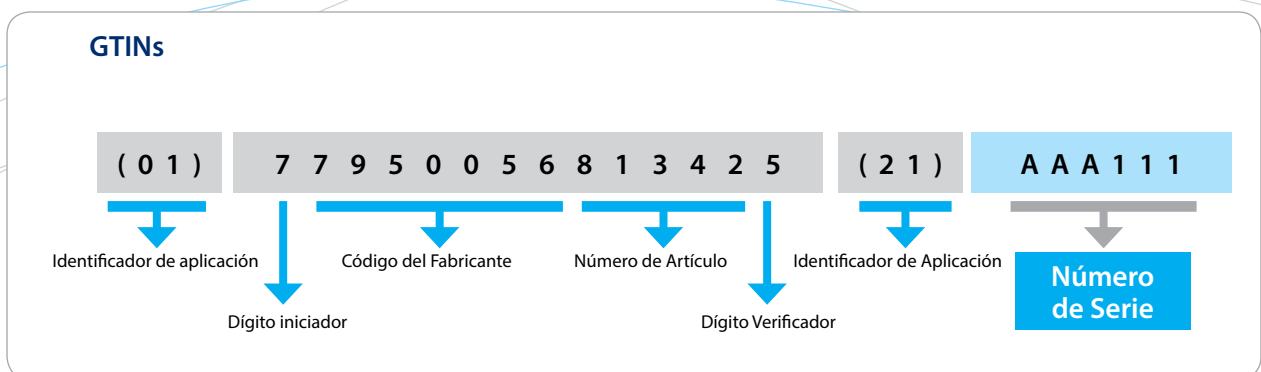 GTINs
( 0 1 ) 7 7 9 5 0 0 5 6 8 1 3 4 2 5 ( 2 1 ) A A A 1 1 1
Identificador de aplicación Código del Fabricante Número de Artículo Identificador de Aplicación Número
de Serie
Dígito iniciador Dígito Verificador